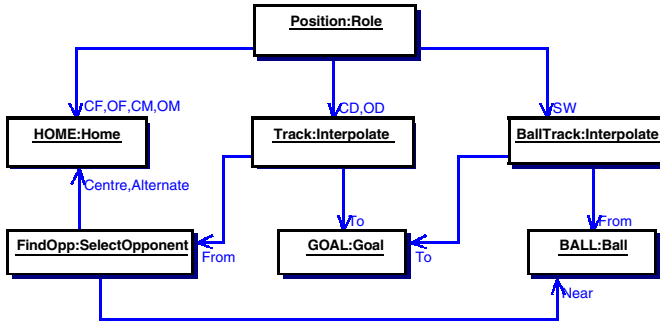 Position:Role
CF,OF,CM,OM
CD,OD
SW
HOME:Home
Track:Interpolate
BallTrack:Interpolate
Centre,Alternate
To
From
FindOpp:SelectOpponent
From
GOAL:Goal
To
BALL:Ball
Near